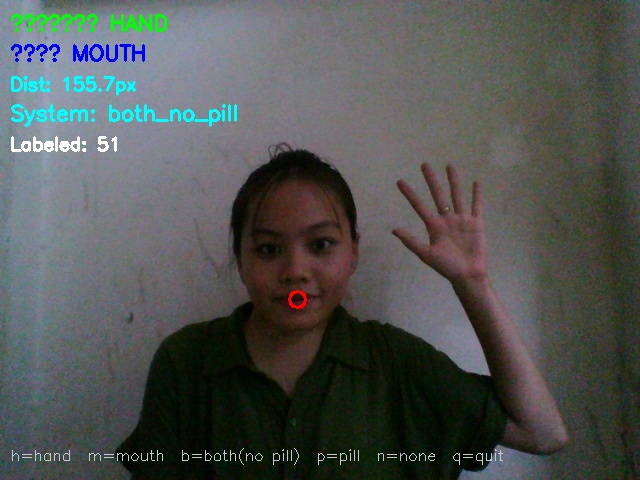 ??????? HAND
???? MOUTH
Dist: 155.7px
System: both_no_pill
Labeled: 51
h=hand m=mouth b=both(no pill) p=pill n=none q=quit